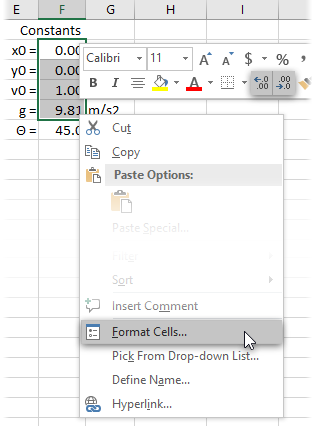 E F G H I
Constants
x0 = 0.00
y0 = 0.00
v0 = 1.00
g = 9.81 m/s2
Θ = 45.0
Calibri 11 A A $ % ,
B I A ←.0 .00 .00 →.0
Cut
Copy
Paste Options:
Paste Special...
Filter
Sort
Insert Comment
Format Cells...
Pick From Drop-down List...
Define Name...
Hyperlink...